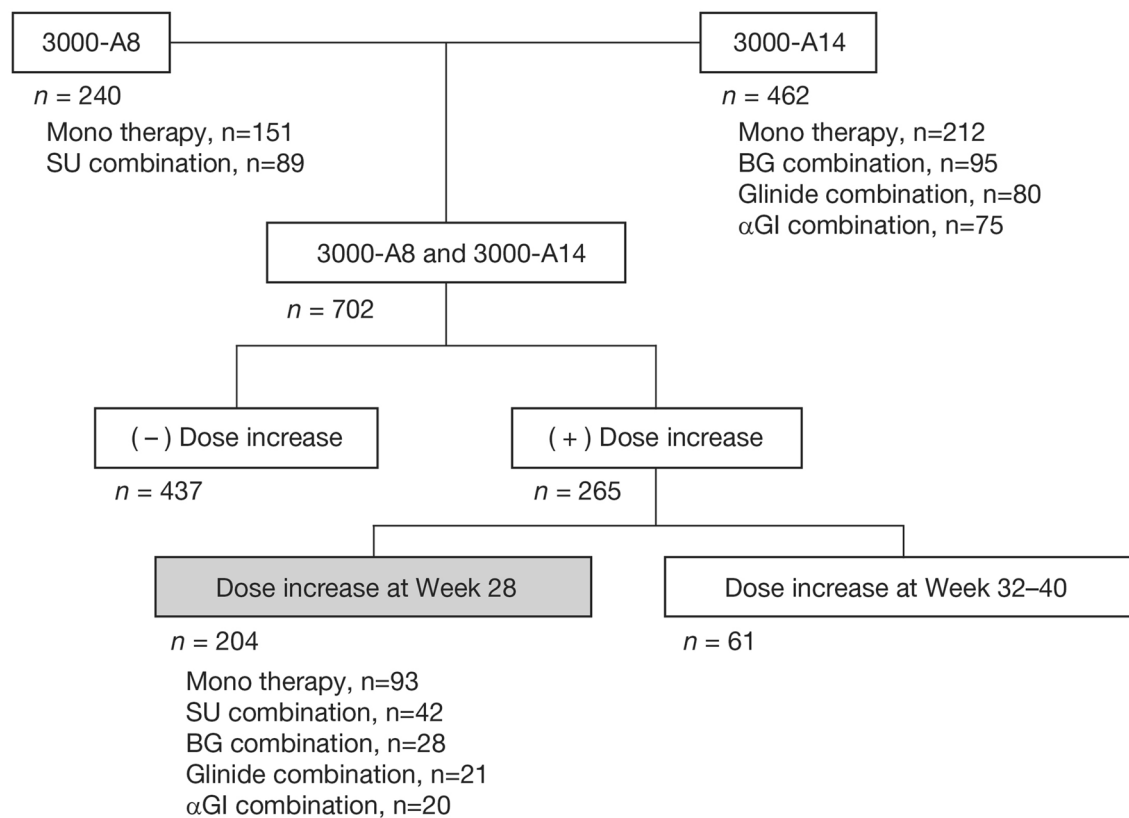 3000-A8
n = 240
Mono therapy, n=151
SU combination, n=89
3000-A14
n = 462
Mono therapy, n=212
BG combination, n=95
Glinide combination, n=80
αGI combination, n=75
3000-A8 and 3000-A14
n = 702
(−) Dose increase
n = 437
(+) Dose increase
n = 265
Dose increase at Week 28
n = 204
Mono therapy, n=93
SU combination, n=42
BG combination, n=28
Glinide combination, n=21
αGI combination, n=20
Dose increase at Week 32–40
n = 61